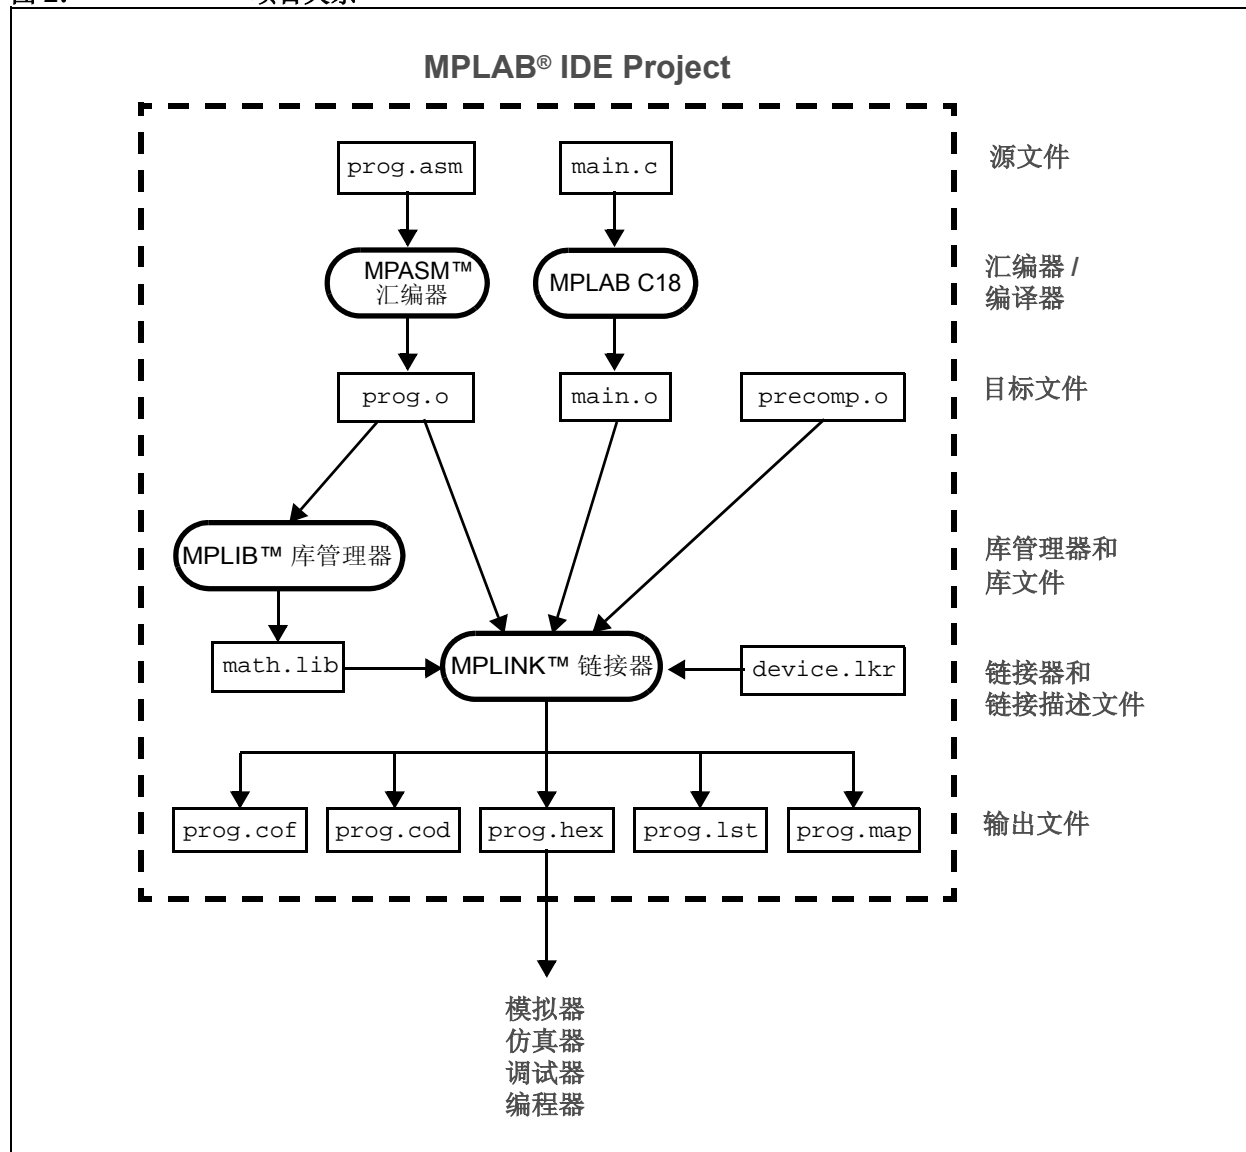 MPLAB® IDE Project
prog.asm
main.c
源文件
MPASM™
汇编器
MPLAB C18
汇编器 /
编译器
prog.o
main.o
precomp.o
目标文件
MPLIB™ 库管理器
库管理器和
库文件
math.lib
MPLINK™ 链接器
device.lkr
链接器和
链接描述文件
prog.cof
prog.cod
prog.hex
prog.lst
prog.map
输出文件
模拟器
仿真器
调试器
编程器